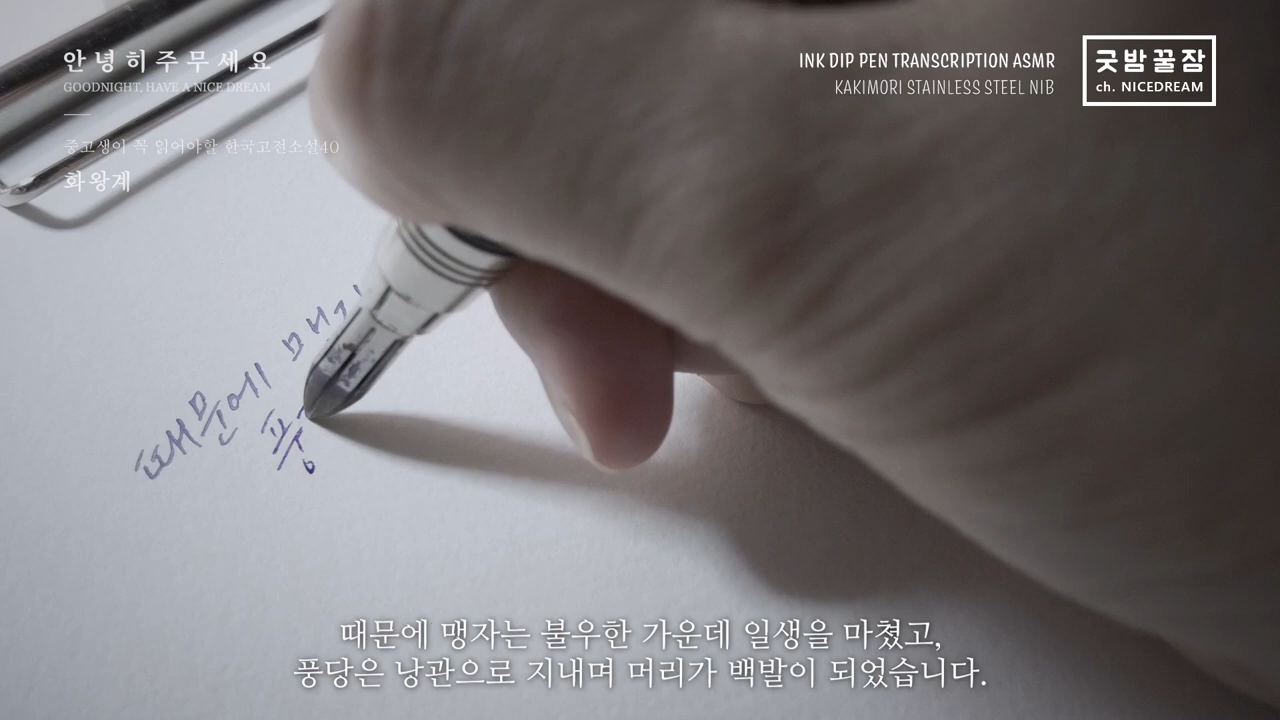 안녕히주무세요
GOODNIGHT, HAVE A NICE DREAM
중고생이 꼭 읽어야할 한국고전소설40
화왕계
INK DIP PEN TRANSCRIPTION ASMR
KAKIMORI STAINLESS STEEL NIB
굿밤꿀잠
ch. NICEDREAM
때문에
풍
때문에 맹자는 불우한 가운데 일생을 마쳤고,
풍당은 낭관으로 지내며 머리가 백발이 되었습니다.